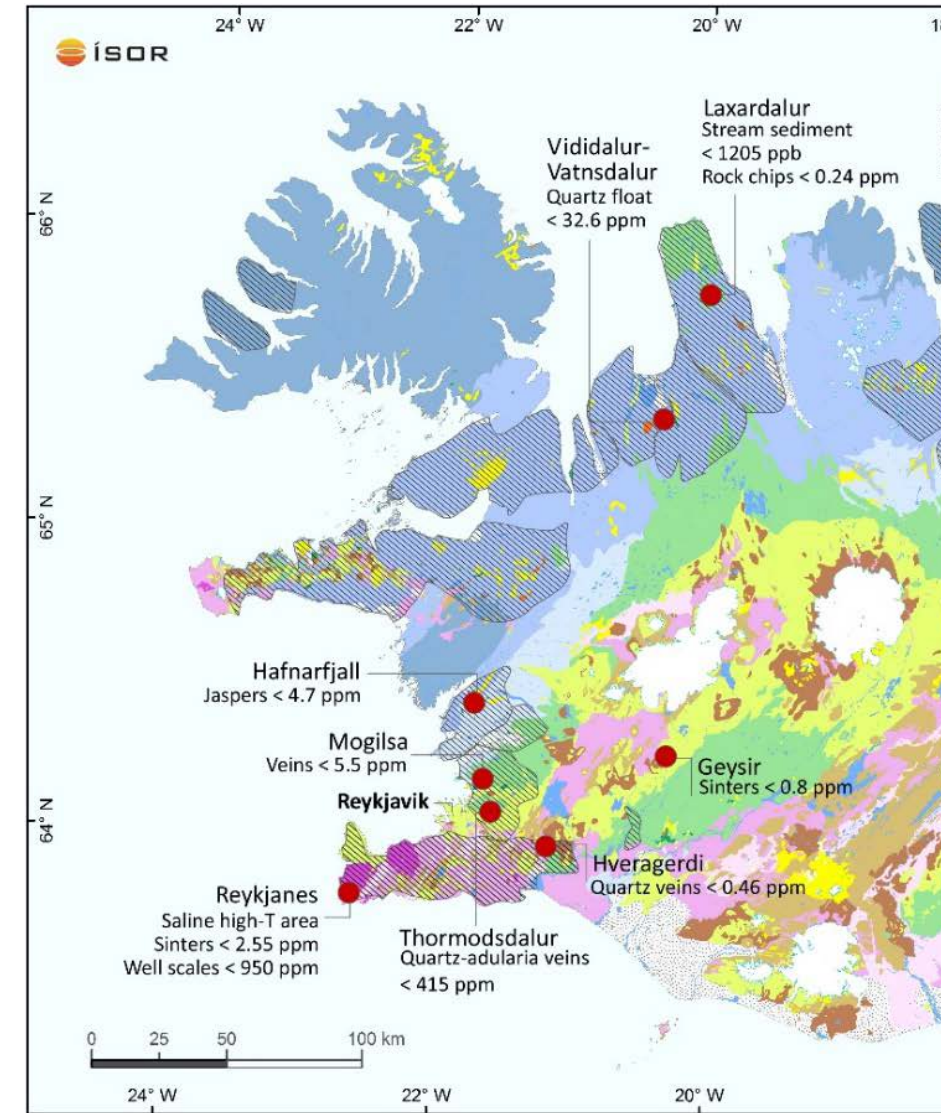 24° W
22° W
20° W
18
ÍSOR
Laxardalur
Stream sediment
< 1205 ppb
Rock chips < 0.24 ppm
Vididalur-
Vatnsdalur
Quartz float
< 32.6 ppm
66° N
65° N
Hafnarfjall
Jaspers < 4.7 ppm
Mogilsa
Veins < 5.5 ppm
Geysir
Sinters < 0.8 ppm
Reykjavik
64° N
Hveragerdi
Quartz veins < 0.46 ppm
Reykjanes
Saline high-T area
Sinters < 2.55 ppm
Well scales < 950 ppm
Thormodsdalur
Quartz-adularia veins
< 415 ppm
0 25 50 100 km
24° W
22° W
20° W